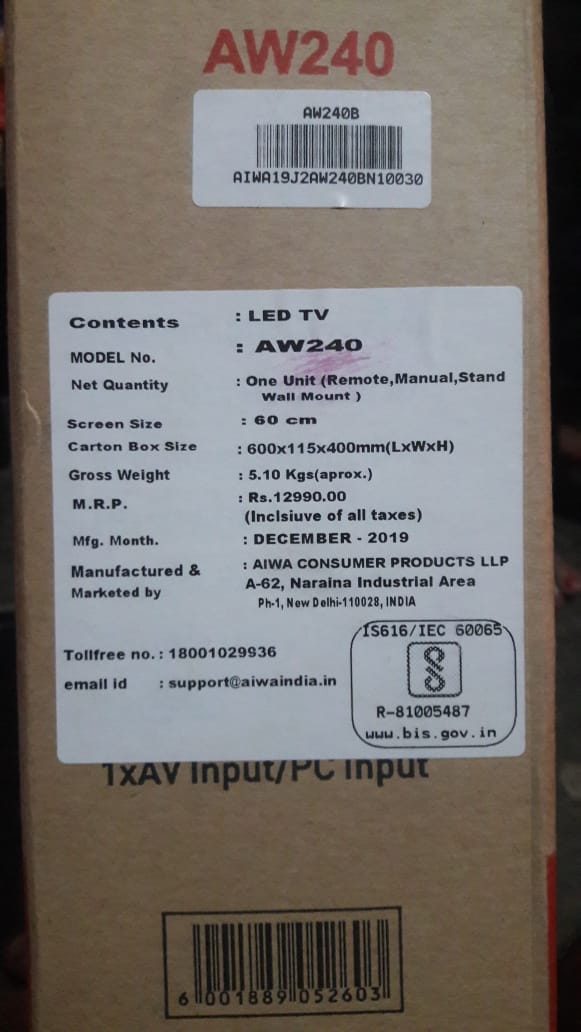 AW240
AW240B
AIWA19J2AW240BN10030
Contents : LED TV
MODEL No. : AW240
Net Quantity : One Unit (Remote,Manual,Stand
Wall Mount )
Screen Size : 60 cm
Carton Box Size : 600x115x400mm(LxWxH)
Gross Weight : 5.10 Kgs(aprox.)
M.R.P. : Rs.12990.00
(Inclsiuve of all taxes)
Mfg. Month. : DECEMBER - 2019
Manufactured & : AIWA CONSUMER PRODUCTS LLP
Marketed by A-62, Naraina Industrial Area
Ph-1, New Delhi-110028, INDIA
Tollfree no. : 18001029936
email id : support@aiwaindia.in
IS616/IEC 60065
R-81005487
www.bis.gov.in
1xAV Input/PC Input
6 001889 052603